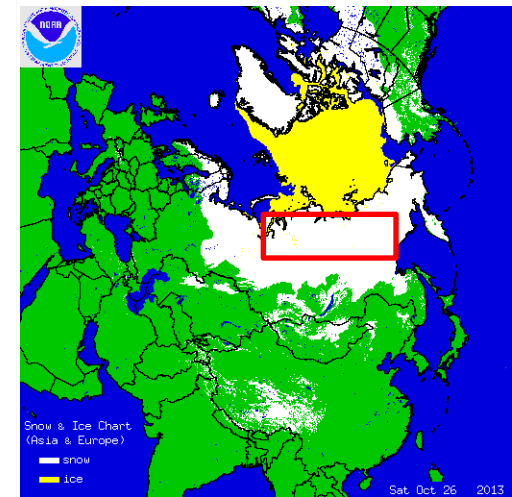 NOAA
Snow & Ice Chart
(Asia & Europe)
snow
ice
Sat Oct 26 2013